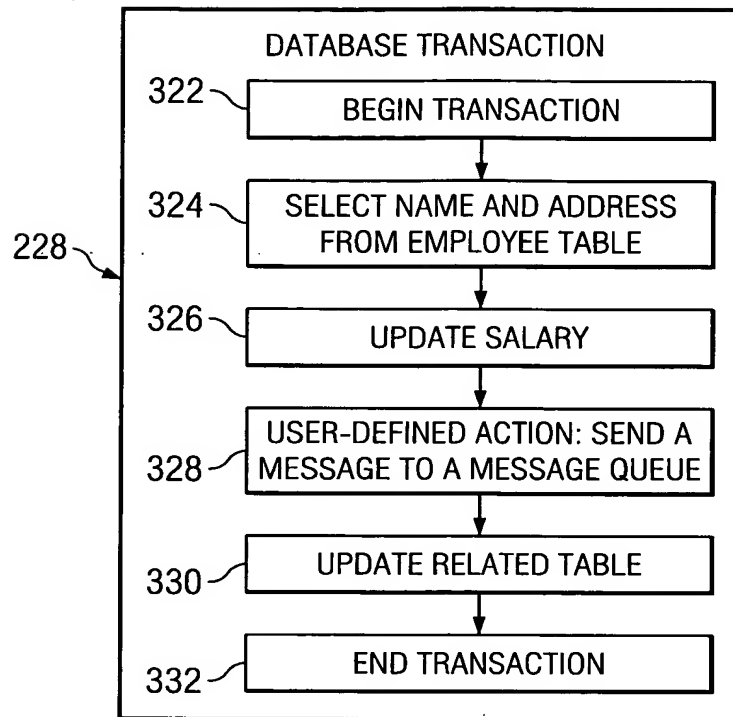 DATABASE TRANSACTION
322
BEGIN TRANSACTION
324
SELECT NAME AND ADDRESS
FROM EMPLOYEE TABLE
228
326
UPDATE SALARY
328
USER-DEFINED ACTION: SEND A
MESSAGE TO A MESSAGE QUEUE
330
UPDATE RELATED TABLE
332
END TRANSACTION